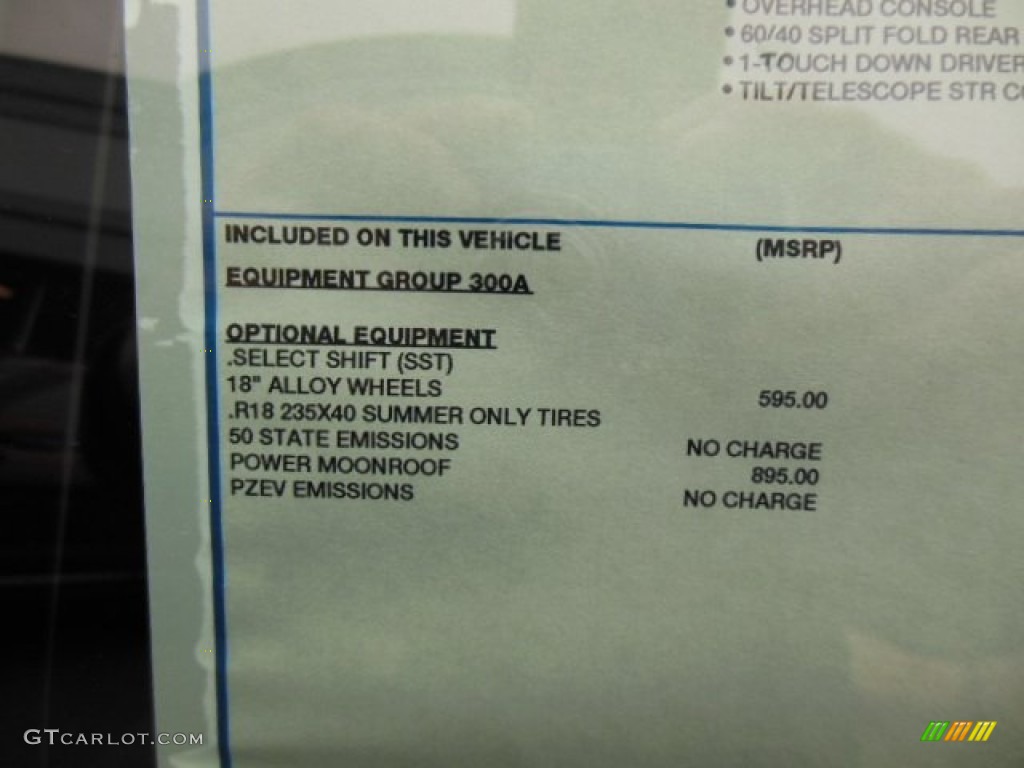 • OVERHEAD CONSOLE
• 60/40 SPLIT FOLD REAR
• 1-TOUCH DOWN DRIVER
• TILT/TELESCOPE STR
INCLUDED ON THIS VEHICLE (MSRP)
EQUIPMENT GROUP 300A
OPTIONAL EQUIPMENT
.SELECT SHIFT (SST)
18" ALLOY WHEELS 595.00
.R18 235X40 SUMMER ONLY TIRES
50 STATE EMISSIONS NO CHARGE
POWER MOONROOF 895.00
PZEV EMISSIONS NO CHARGE
GTCARLOT.COM